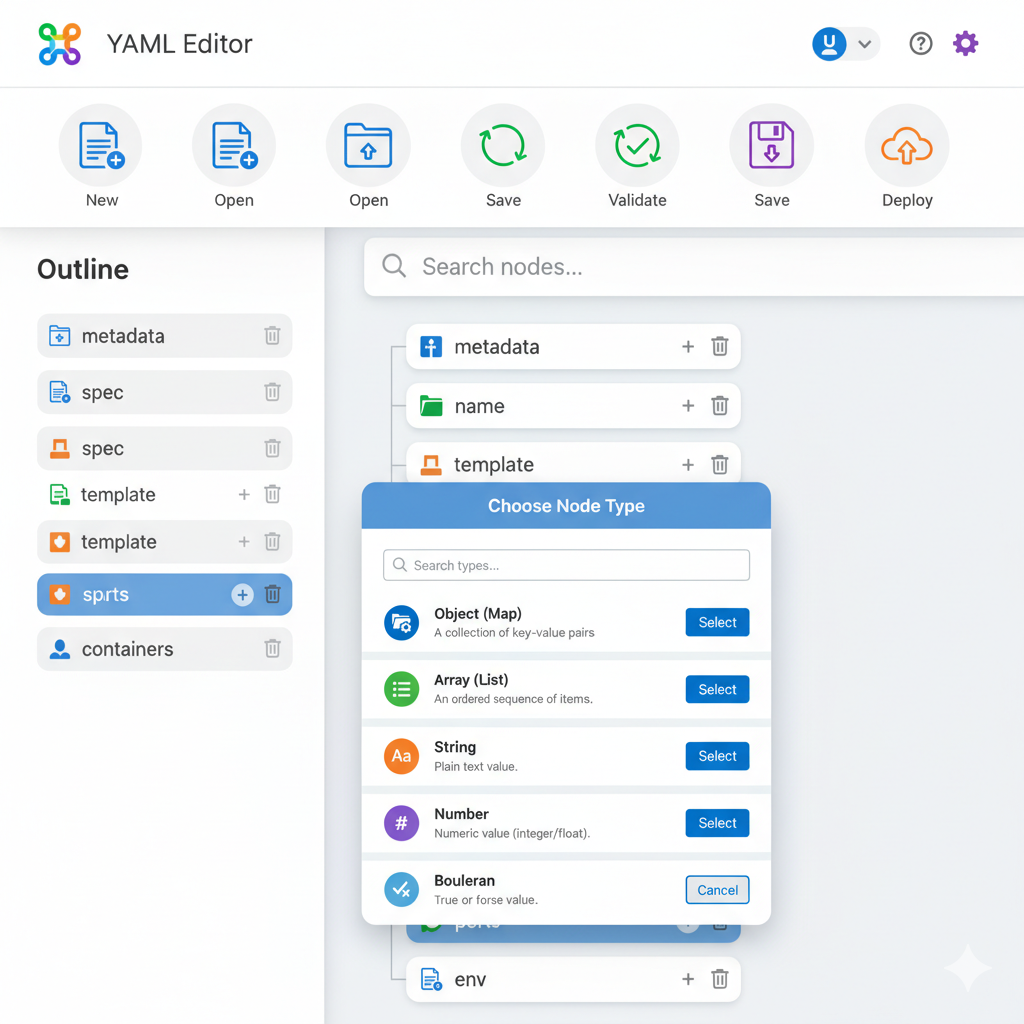 YAML Editor
New
Open
Open
Save
Validate
Save
Deploy
Outline
metadata
spec
spec
template
template
sprts
containers
Search nodes...
metadata
name
template
Choose Node Type
Search types...
Object (Map)
A collection of key-value pairs
Select
Array (List)
An ordered sequence of items.
Select
Aa
String
Plain text value.
Select
#
Number
Numeric value (integer/float).
Select
Bouleran
True or forse value.
Cancel
env